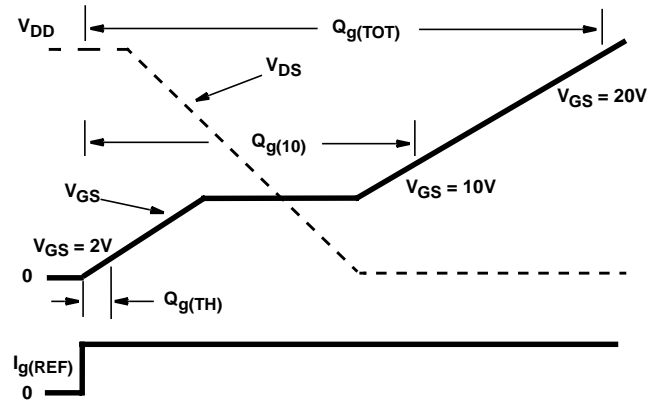 V_DD
Q_g(TOT)
V_DS
V_GS = 20V
Q_g(10)
V_GS
V_GS = 10V
V_GS = 2V
0
Q_g(TH)
I_g(REF)
0